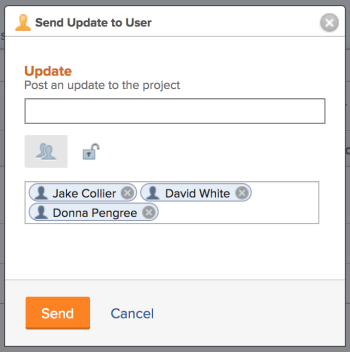 Send Update to User
Update
Post an update to the project
Jake Collier David White
Donna Pengree
Send Cancel